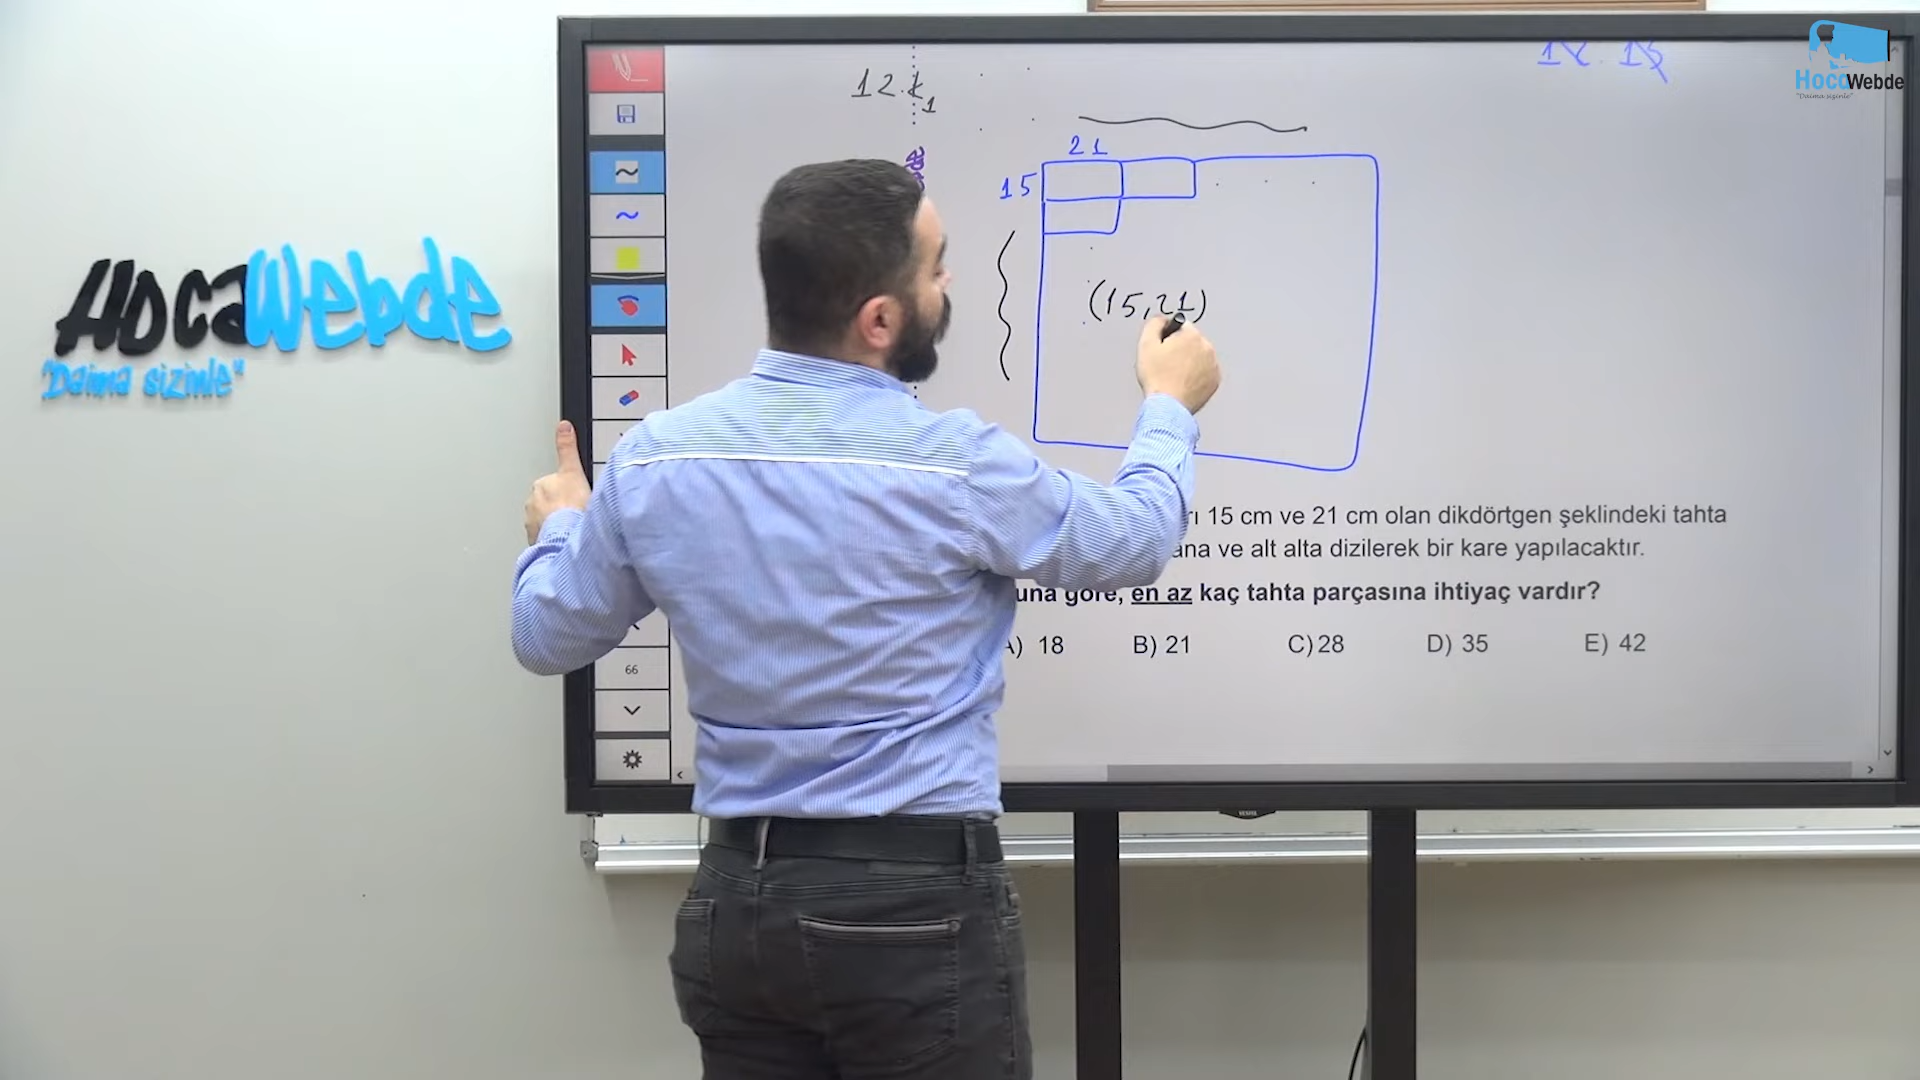 HocaWebde
"Daima sizinle"
12.k₁
HocaWebde
"Daima sizinle"
21
15
(15,21)
15 cm ve 21 cm olan dikdörtgen şeklindeki tahta
ve alt alta dizilerek bir kare yapılacaktır.
göre, en az kaç tahta parçasına ihtiyaç vardır?
A) 18 B) 21 C) 28 D) 35 E) 42
66